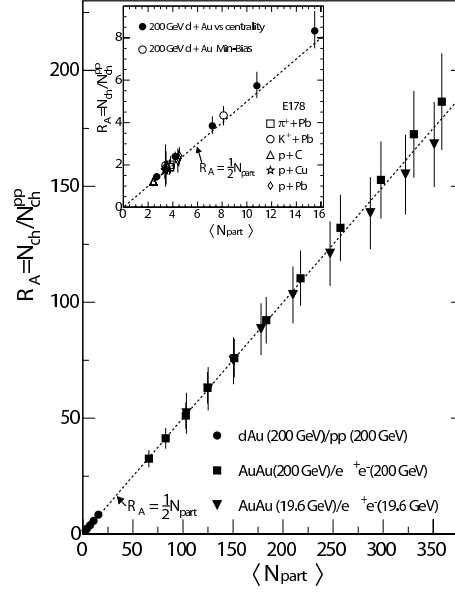 200 GeV d + Au vs centrality
200 GeV d + Au Min-Bias
E178
π⁺+Pb
K⁺+Pb
p+C
p+Cu
p+Pb
R_A = ½N_part
R_A=N_ch/N_ch^pp
8
6
4
2
0
0 2 4 6 8 10 12 14 16
⟨N_part⟩
R_A=N_ch/N_ch^pp
200
150
100
50
0
dAu (200 GeV)/pp (200 GeV)
AuAu(200 GeV)/e⁺e⁻(200 GeV)
AuAu (19.6 GeV)/e⁺e⁻(19.6 GeV)
R_A = ½N_part
0 50 100 150 200 250 300 350
⟨N_part⟩